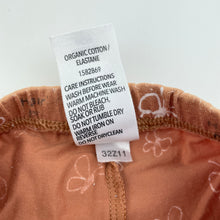 ORGANIC COTTON/
ELASTANE
1582869
CARE INSTRUCTIONS
WASH BEFORE WEAR
WARM MACHINE WASH
DO NOT BLEACH,
SOAK OR RUB
DO NOT TUMBLE DRY
WARM IRON ON
REVERSE
DO NOT DRYCLEAN
32Z11